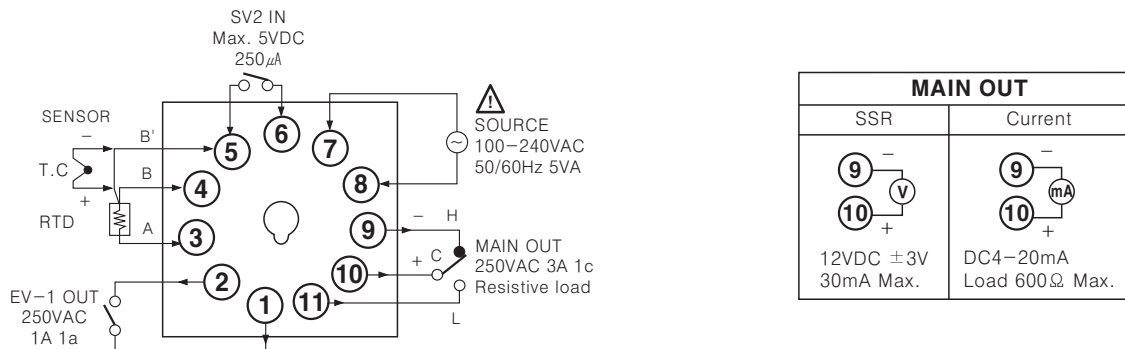 SV2 IN
Max. 5VDC
250㎂
SENSOR
−
T.C
+
RTD
B'
B
A
5
6
7
4
8
3
9
2
10
1
11
SOURCE
100−240VAC
50/60Hz 5VA
− H
+ C
L
MAIN OUT
250VAC 3A 1c
Resistive load
EV−1 OUT
250VAC
1A 1a
MAIN OUT
SSR
9
−
V
10
+
12VDC ±3V
30mA Max.
Current
9
−
mA
10
+
DC4−20mA
Load 600Ω Max.